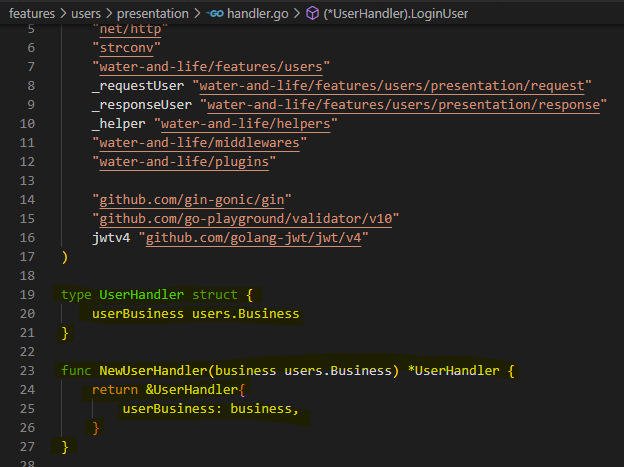 features > users > presentation > GO handler.go > (*UserHandler).LoginUser
5 "net/http"
6 "strconv"
7 "water-and-life/features/users"
8 _requestUser "water-and-life/features/users/presentation/request"
9 _responseUser "water-and-life/features/users/presentation/response"
10 _helper "water-and-life/helpers"
11 "water-and-life/middlewares"
12 "water-and-life/plugins"
13
14 "github.com/gin-gonic/gin"
15 "github.com/go-playground/validator/v10"
16 jwtv4 "github.com/golang-jwt/jwt/v4"
17 )
18
19 type UserHandler struct {
20 userBusiness users.Business
21 }
22
23 func NewUserHandler(business users.Business) *UserHandler {
24 return &UserHandler{
25 userBusiness: business,
26 }
27 }
28